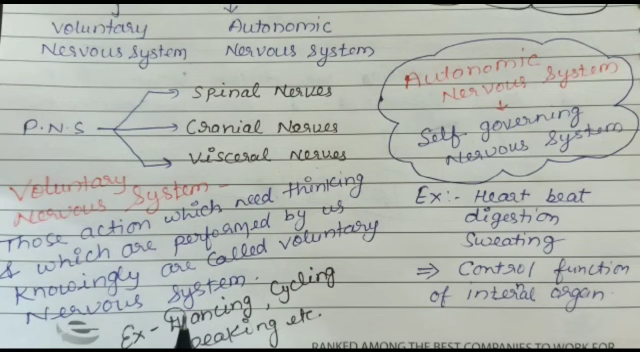 Voluntary Autonomic
Nervous System Nervous System
P.N.S
Spinal Nerves
Cranial Nerves
Visceral Nerves
Autonomic
Nervous System
Self governing
Nervous System
Voluntary
Nervous System -
Those action which need thinking
& which are performed by us
Knowingly are called voluntary
Nervous System.
Ex - Dancing, Cycling
peaking etc.
Ex:- Heart beat
digestion
Sweating
⇒ Control function
of internal organ.
RANKED AMONG THE BEST COMPANIES TO WORK FOR